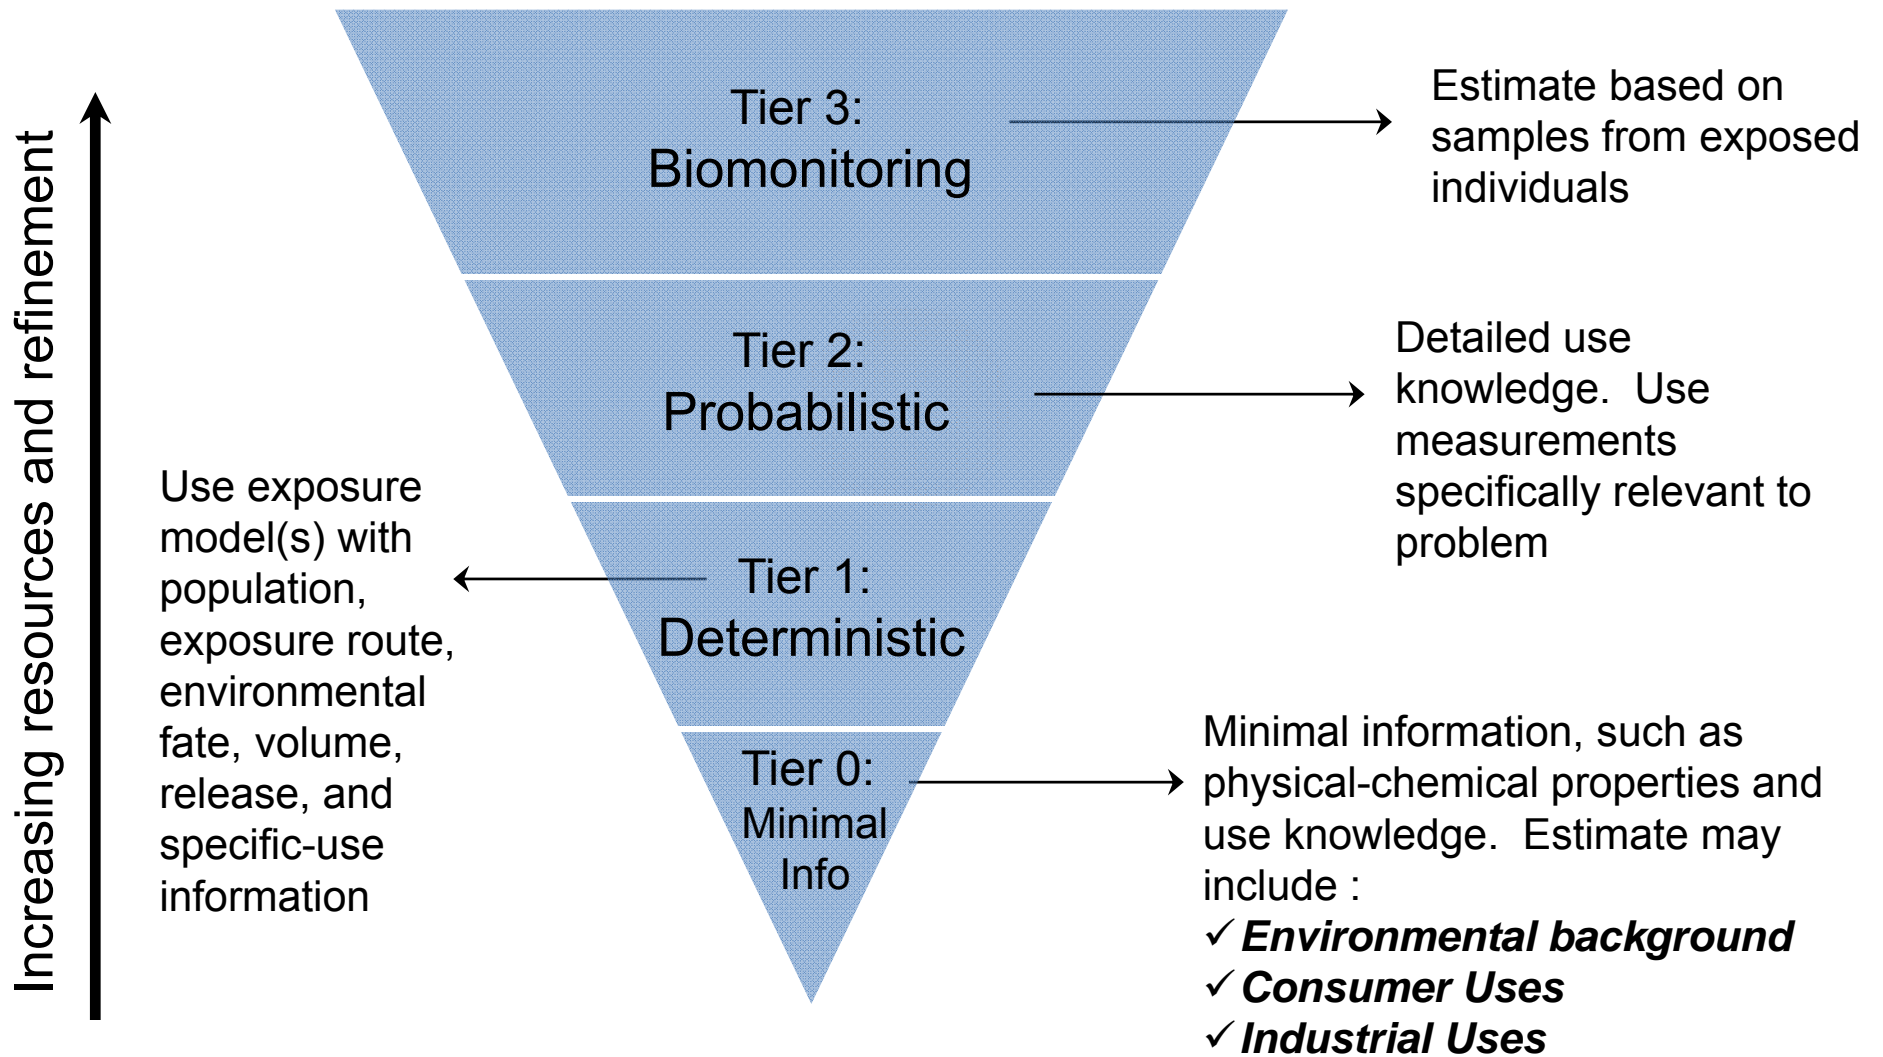 Increasing resources and refinement
Tier 3:
Biomonitoring
Estimate based on
samples from exposed
individuals
Tier 2:
Probabilistic
Detailed use
knowledge.  Use
measurements
specifically relevant to
problem
Use exposure
model(s) with
population,
exposure route,
environmental
fate, volume,
release, and
specific-use
information
Tier 1:
Deterministic
Tier 0:
Minimal
Info
Minimal information, such as
physical-chemical properties and
use knowledge.  Estimate may
include :
✓ Environmental background
✓ Consumer Uses
✓ Industrial Uses